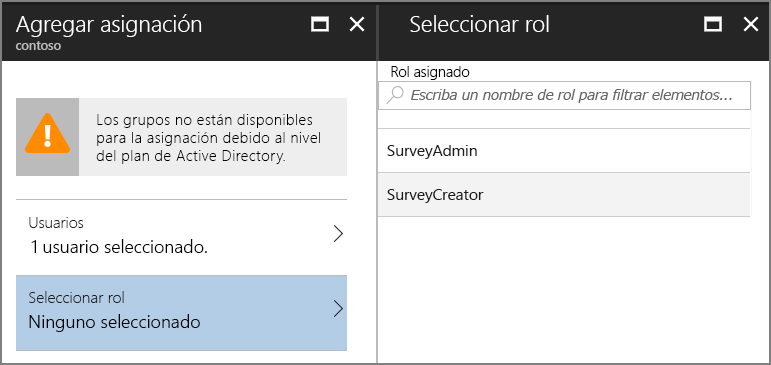 Agregar asignación
contoso
Los grupos no están disponibles
para la asignación debido al nivel
del plan de Active Directory.
Usuarios
1 usuario seleccionado.
Seleccionar rol
Ninguno seleccionado
Seleccionar rol
Rol asignado
Escriba un nombre de rol para filtrar elementos...
SurveyAdmin
SurveyCreator